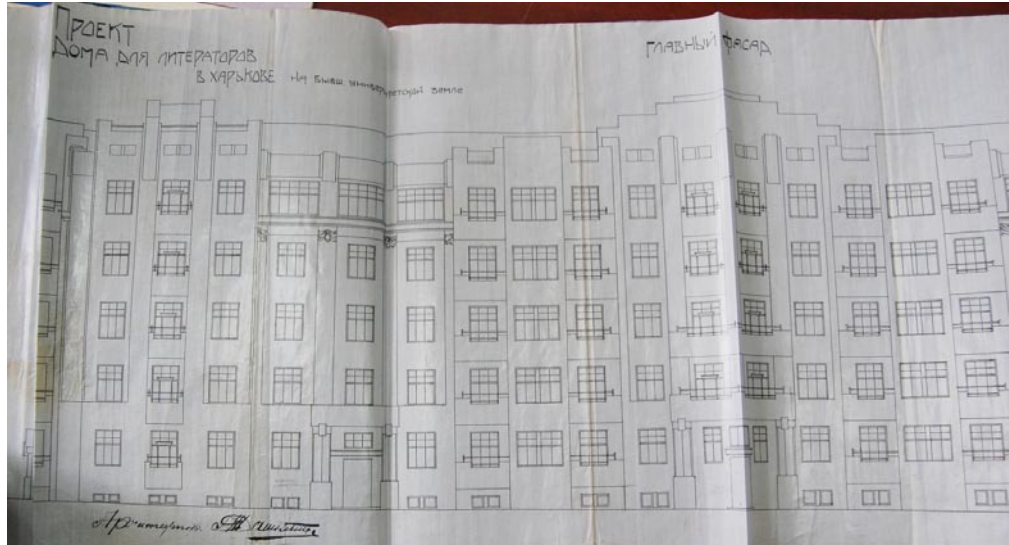 ПРОЕКТ
ДОМА ДЛЯ ЛИТЕРАТОРОВ
В ХАРЬКОВЕ НА БЫВШ УНИВЕРСИТЕТСКОЙ ЗЕМЛЕ
ГЛАВНЫЙ ФАСАД
Архитектор